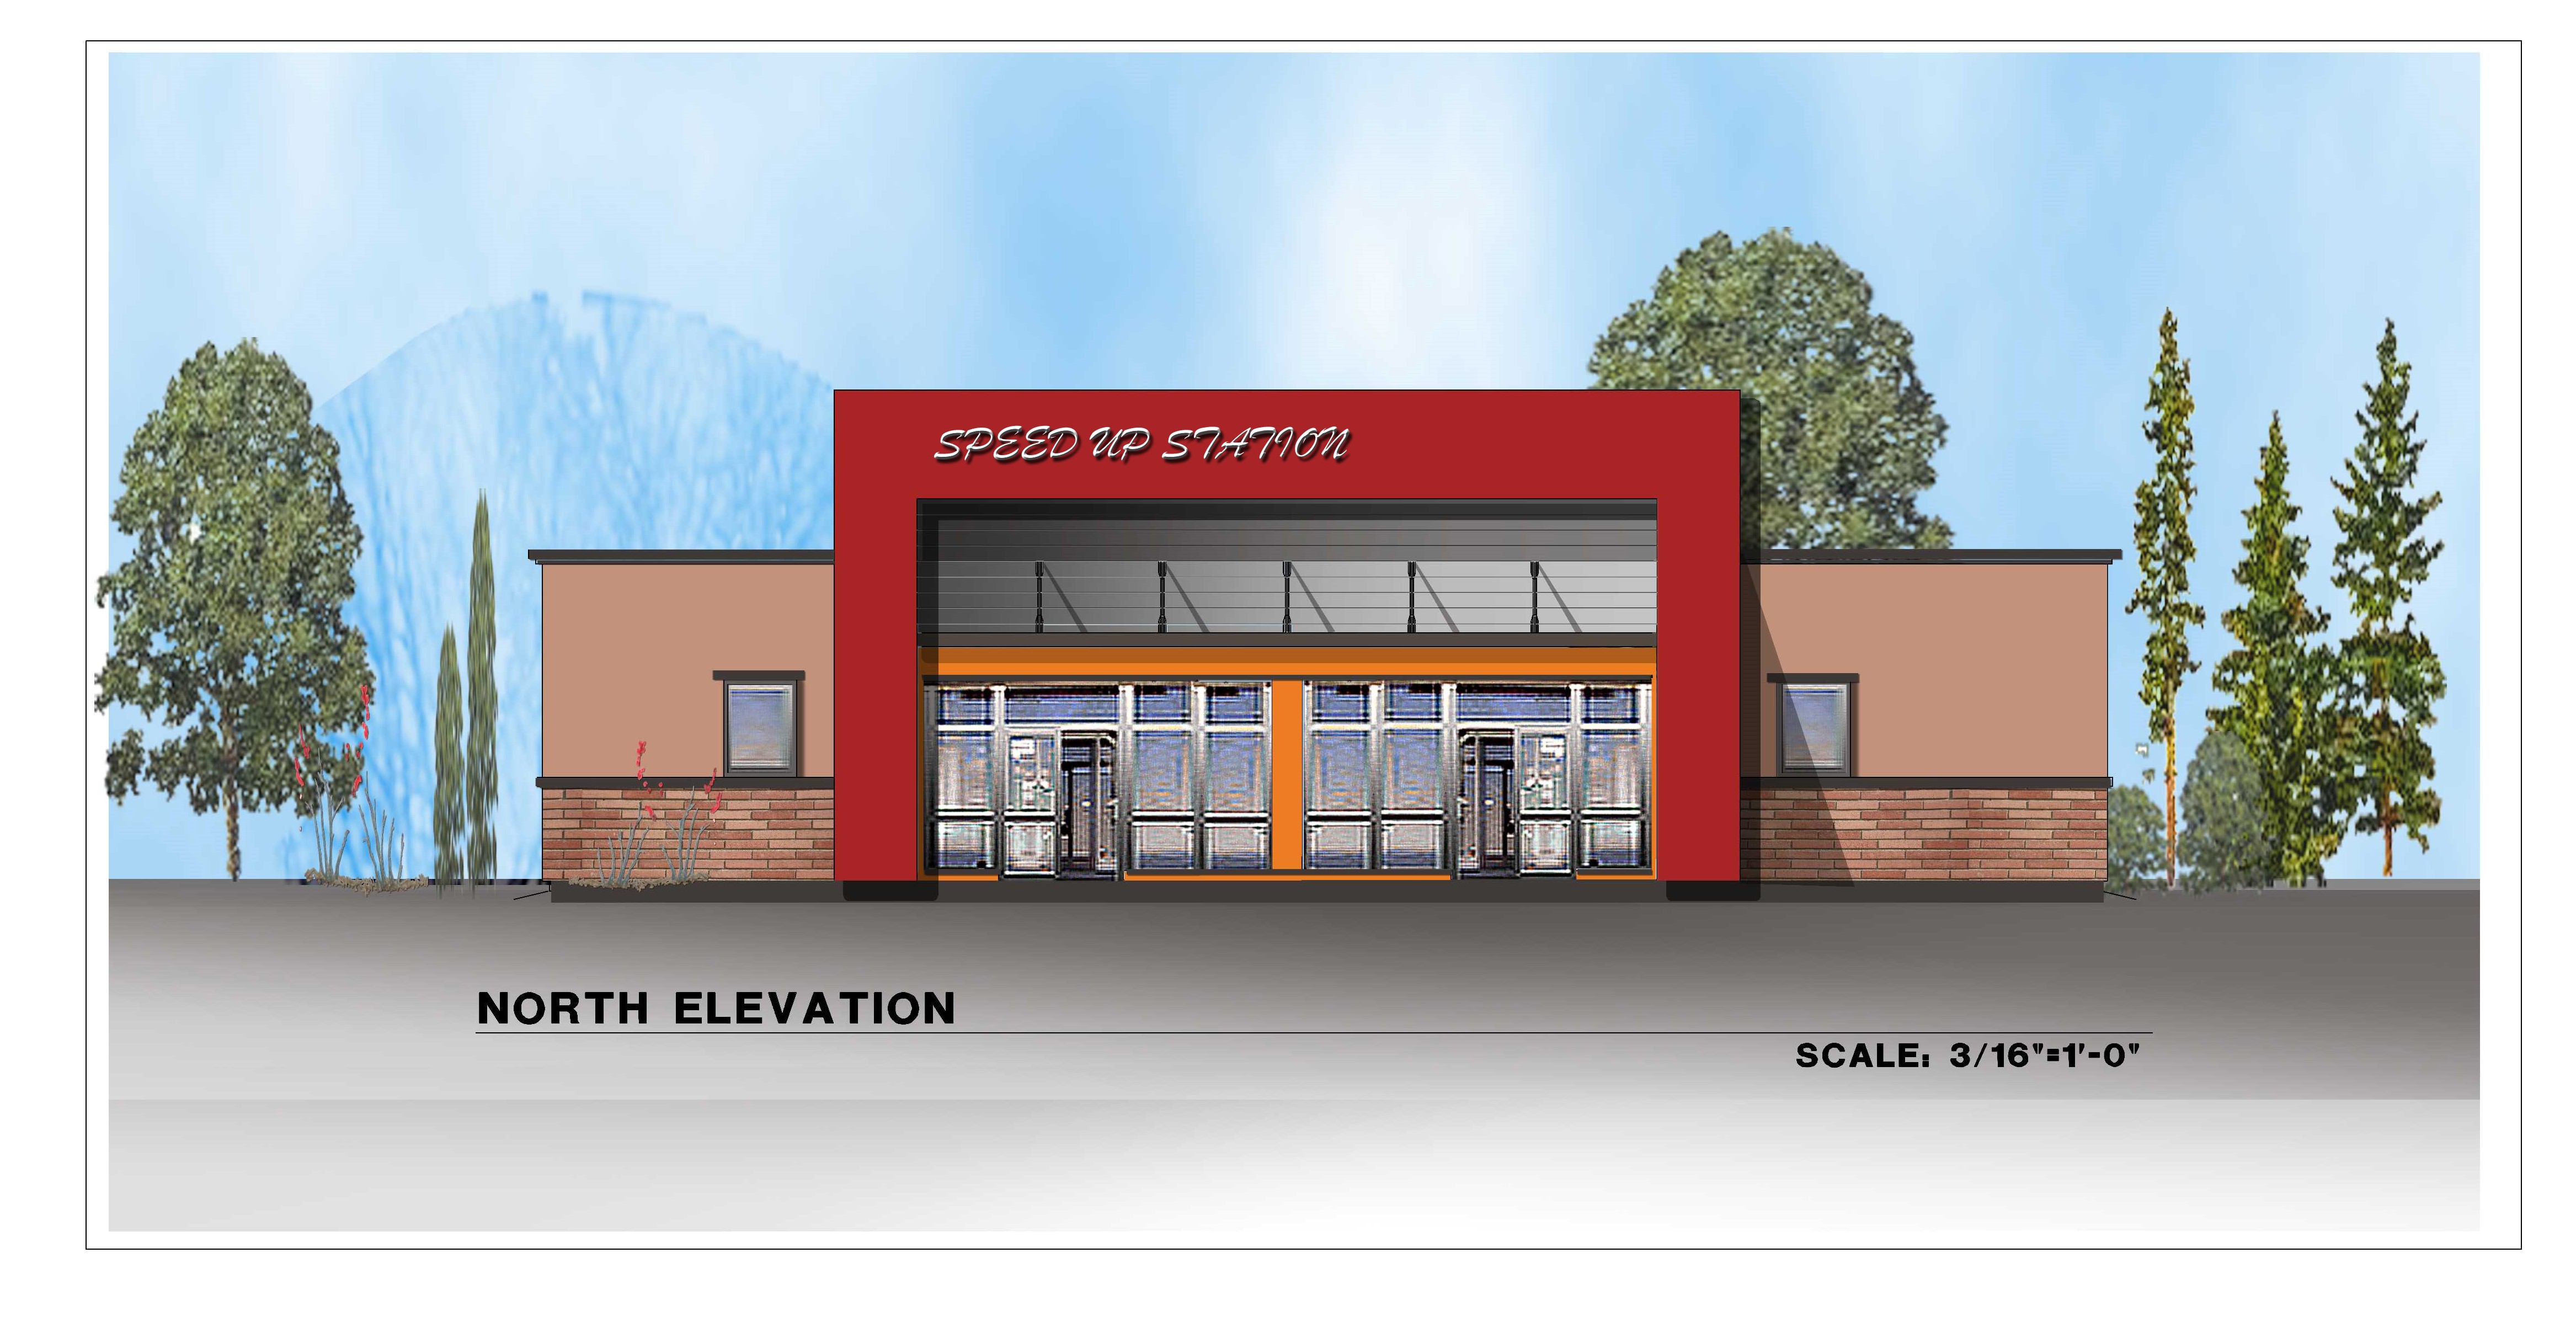 SPEED UP STATION
NORTH ELEVATION
SCALE: 3/16"=1'-0"